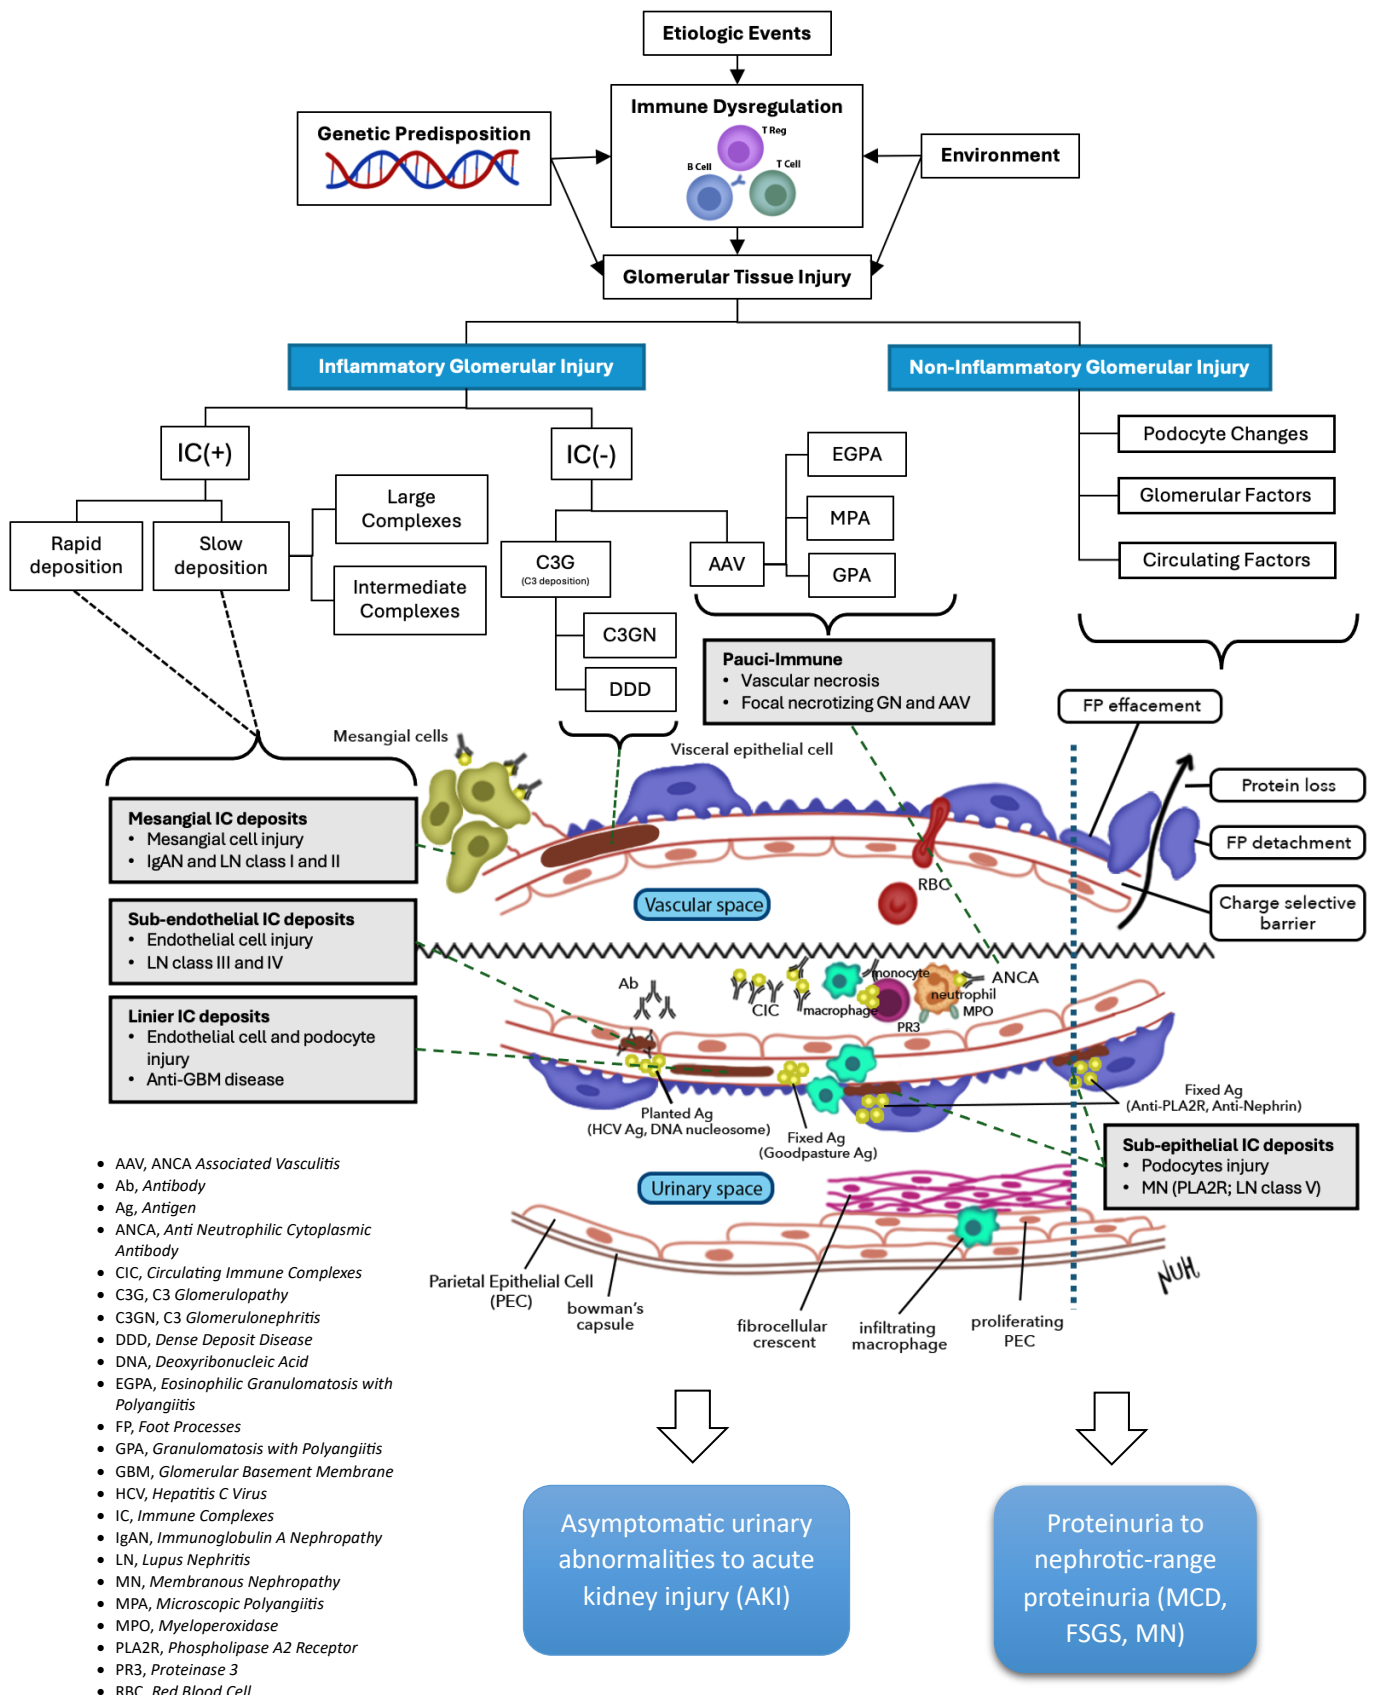 Etiologic Events
Immune Dysregulation
T Reg
B Cell
T Cell
Genetic Predisposition
Environment
Glomerular Tissue Injury
Inflammatory Glomerular Injury
Non-Inflammatory Glomerular Injury
IC(+)
IC(-)
Rapid
deposition
Slow
deposition
Large
Complexes
Intermediate
Complexes
C3G
(C3 deposition)
C3GN
DDD
AAV
EGPA
MPA
GPA
Podocyte Changes
Glomerular Factors
Circulating Factors
Pauci-Immune
• Vascular necrosis
• Focal necrotizing GN and AAV
FP effacement
Protein loss
FP detachment
Charge selective
barrier
Mesangial cells
Visceral epithelial cell
RBC
Vascular space
Mesangial IC deposits
• Mesangial cell injury
• IgAN and LN class I and II
Sub-endothelial IC deposits
• Endothelial cell injury
• LN class III and IV
Linier IC deposits
• Endothelial cell and podocyte
injury
• Anti-GBM disease
Ab
CIC
macrophage
monocyte
PR3
neutrophil
MPO
ANCA
Planted Ag
(HCV Ag, DNA nucleosome)
Fixed Ag
(Goodpasture Ag)
Fixed Ag
(Anti-PLA2R, Anti-Nephrin)
Sub-epithelial IC deposits
• Podocytes injury
• MN (PLA2R; LN class V)
Urinary space
Parietal Epithelial Cell
(PEC)
bowman's
capsule
fibrocellular
crescent
infiltrating
macrophage
proliferating
PEC
NUH
• AAV, ANCA Associated Vasculitis
• Ab, Antibody
• Ag, Antigen
• ANCA, Anti Neutrophilic Cytoplasmic
Antibody
• CIC, Circulating Immune Complexes
• C3G, C3 Glomerulopathy
• C3GN, C3 Glomerulonephritis
• DDD, Dense Deposit Disease
• DNA, Deoxyribonucleic Acid
• EGPA, Eosinophilic Granulomatosis with
Polyangiitis
• FP, Foot Processes
• GPA, Granulomatosis with Polyangiitis
• GBM, Glomerular Basement Membrane
• HCV, Hepatitis C Virus
• IC, Immune Complexes
• IgAN, Immunoglobulin A Nephropathy
• LN, Lupus Nephritis
• MN, Membranous Nephropathy
• MPA, Microscopic Polyangiitis
• MPO, Myeloperoxidase
• PLA2R, Phospholipase A2 Receptor
• PR3, Proteinase 3
• RBC, Red Blood Cell
Asymptomatic urinary
abnormalities to acute
kidney injury (AKI)
Proteinuria to
nephrotic-range
proteinuria (MCD,
FSGS, MN)